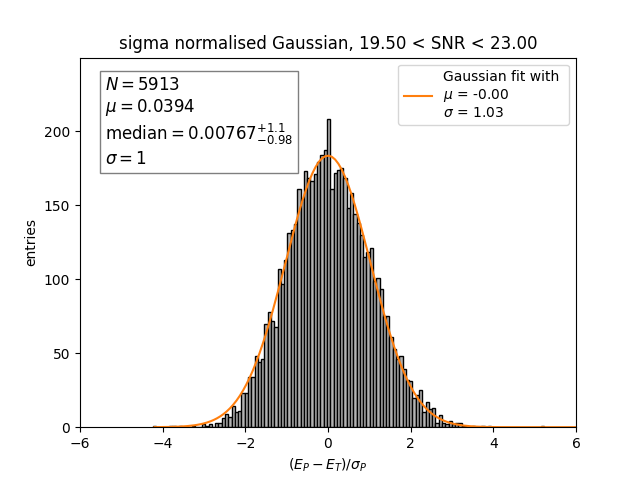 sigma normalised Gaussian, 19.50 < SNR < 23.00
N = 5913
μ = 0.0394
median = 0.00767 +1.1 −0.98
σ = 1
Gaussian fit with
μ = -0.00
σ = 1.03
entries
200
150
100
50
0
−6 −4 −2 0 2 4 6
(E_P − E_T)/σ_P